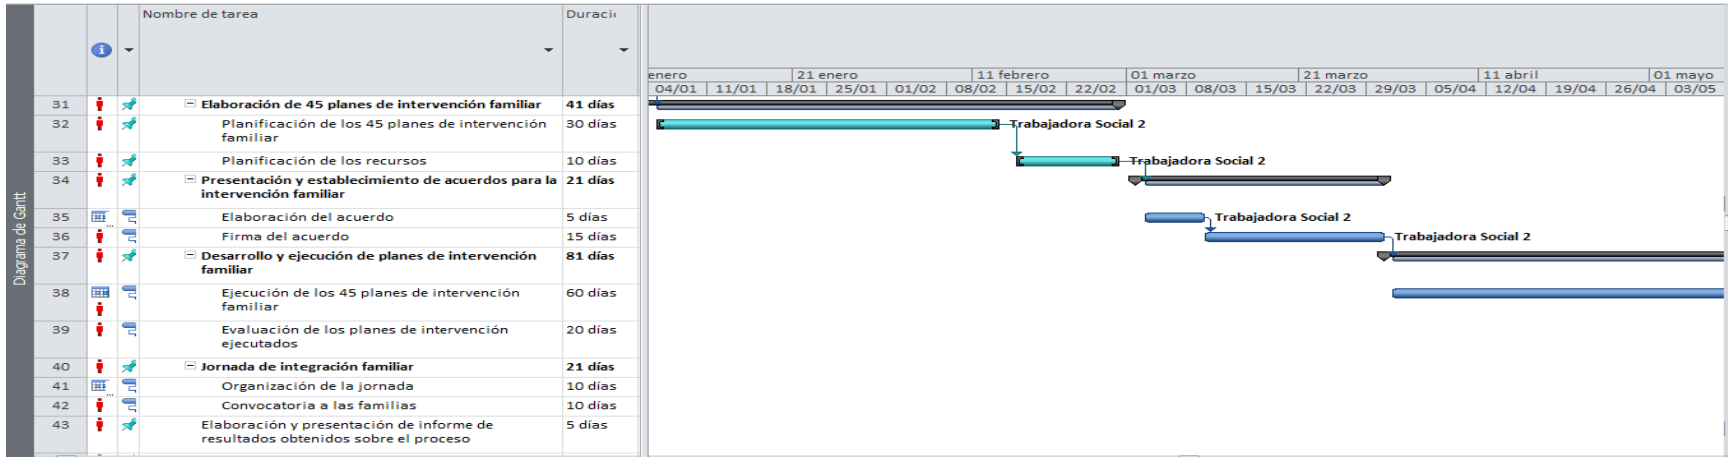 Nombre de tarea Duració
enero 21 enero 11 febrero 01 marzo 21 marzo 11 abril 01 mayo
04/01 11/01 18/01 25/01 01/02 08/02 15/02 22/02 01/03 08/03 15/03 22/03 29/03 05/04 12/04 19/04 26/04 03/05
Diagrama de Gantt
31 Elaboración de 45 planes de intervención familiar 41 días
32 Planificación de los 45 planes de intervención 30 días Trabajadora Social 2
familiar
33 Planificación de los recursos 10 días Trabajadora Social 2
34 Presentación y establecimiento de acuerdos para la 21 días
intervención familiar
35 Elaboración del acuerdo 5 días Trabajadora Social 2
36 Firma del acuerdo 15 días Trabajadora Social 2
37 Desarrollo y ejecución de planes de intervención 81 días
familiar
38 Ejecución de los 45 planes de intervención 60 días
familiar
39 Evaluación de los planes de intervención 20 días
ejecutados
40 Jornada de integración familiar 21 días
41 Organización de la jornada 10 días
42 Convocatoria a las familias 10 días
43 Elaboración y presentación de informe de 5 días
resultados obtenidos sobre el proceso